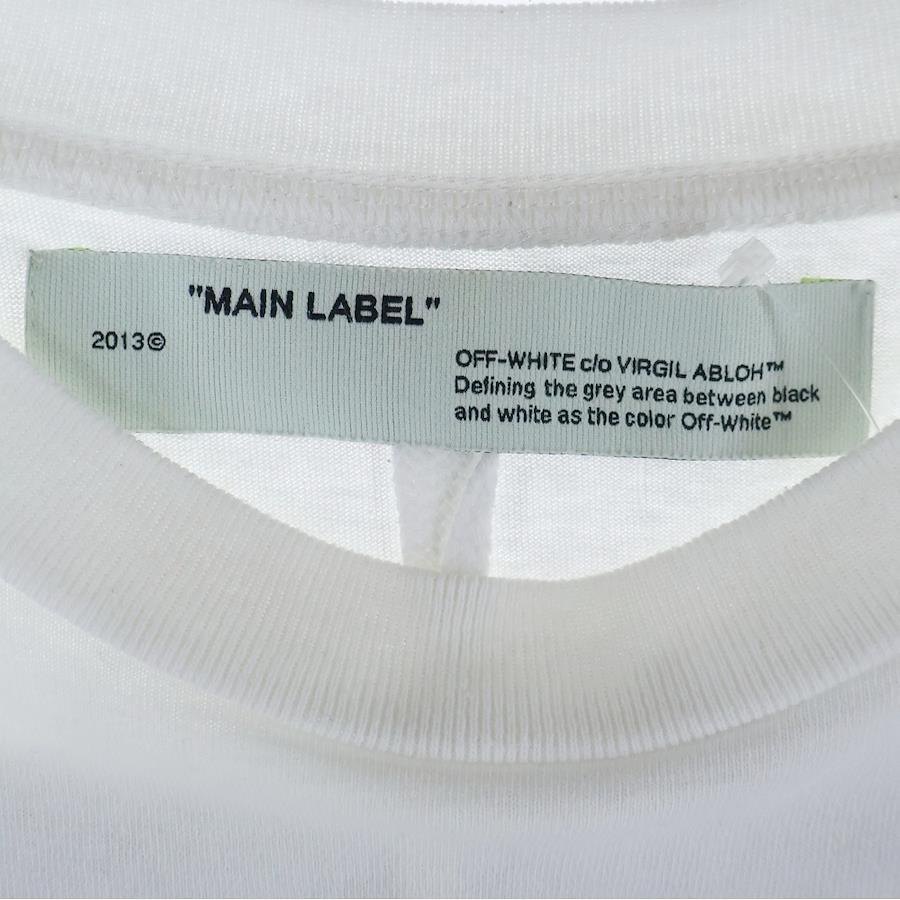 "MAIN LABEL"
2013©
OFF-WHITE c/o VIRGIL ABLOH™
Defining the grey area between black
and white as the color Off-White™